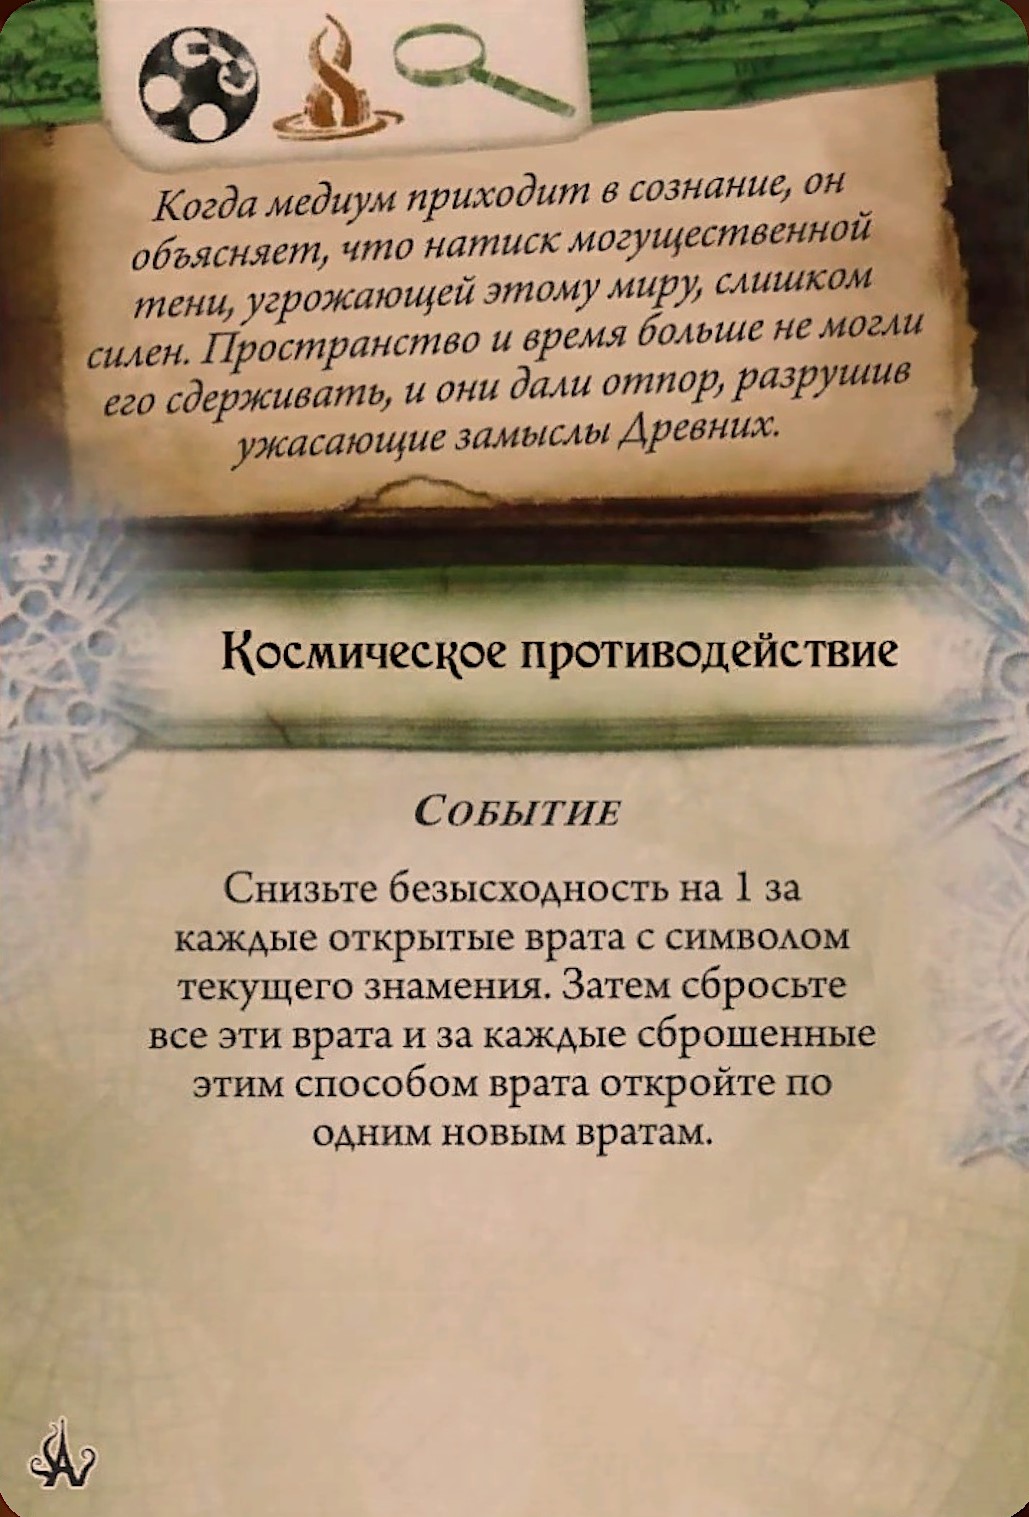 Когда медиум приходит в сознание, он
объясняет, что натиск могущественной
тени, угрожающей этому миру, слишком
силен. Пространство и время больше не могли
его сдерживать, и они дали отпор, разрушив
ужасающие замыслы Древних.
Космическое противодействие
Событие
Снизьте безысходность на 1 за
каждые открытые врата с символом
текущего знамения. Затем сбросьте
все эти врата и за каждые сброшенные
этим способом врата откройте по
одним новым вратам.